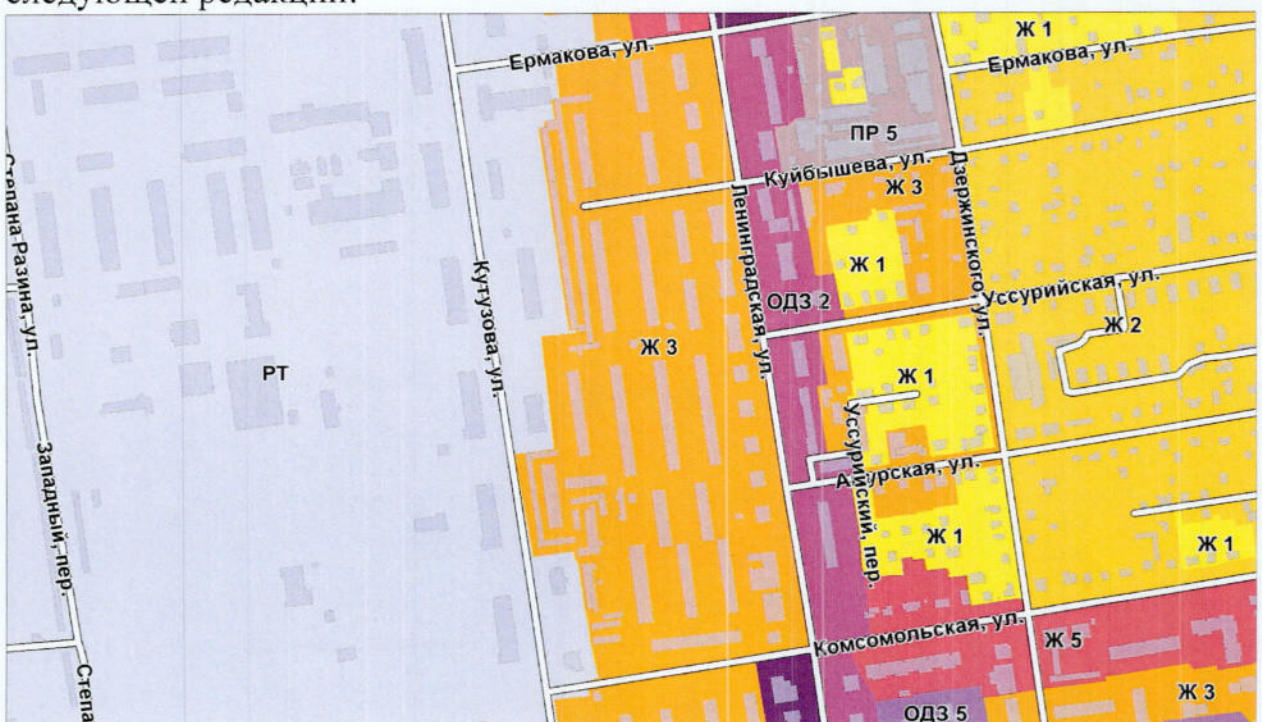 следующей редакции:
Ж 1
Ермакова, ул.
Ермакова, ул.
ПР 5
Куйбышева, ул.
Ж 3
Степана Разина, ул.
Ленинградская, ул.
Дзержинского, ул.
Кутузова, ул.
Ж 1
Уссурийская, ул.
ОДЗ 2
Ж 2
Ж 3
РТ
Ж 1
Уссурийский, пер.
Амурская, ул.
Западный, пер.
Ж 1
Ж 1
Комсомольская, ул.
Ж 5
Степа
Ж 3
ОДЗ 5